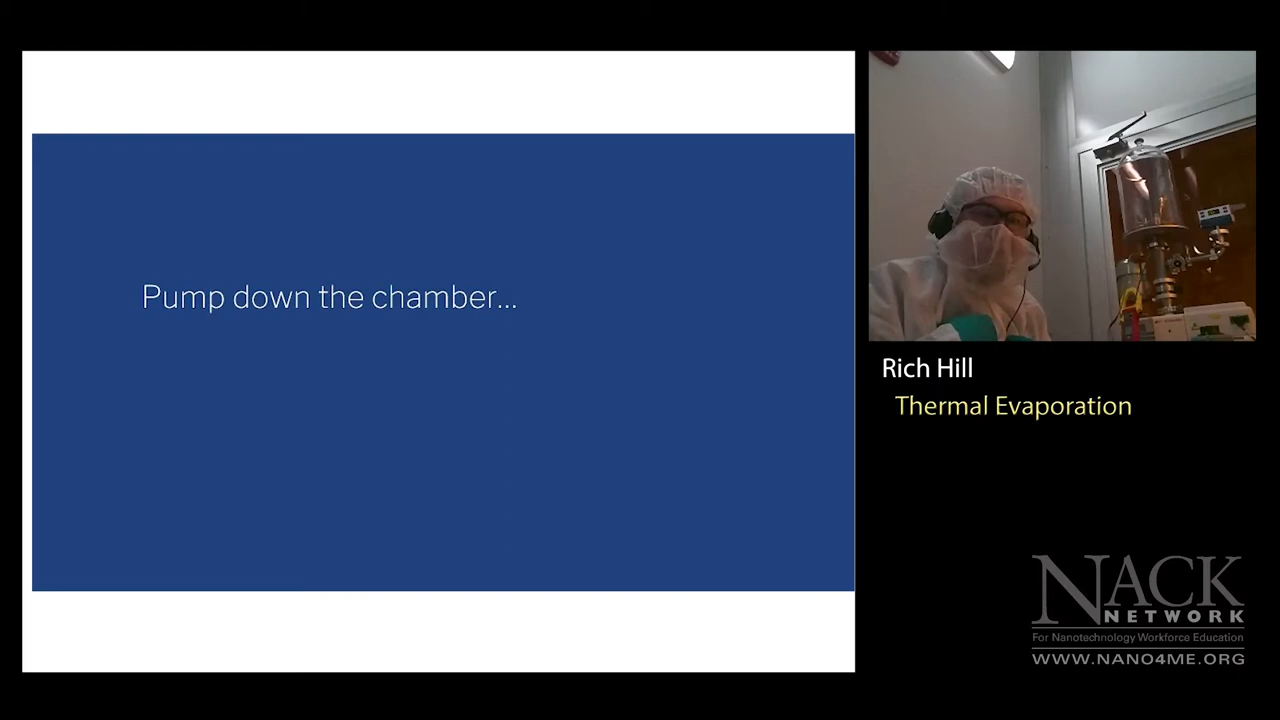 Pump down the chamber...
Rich Hill
Thermal Evaporation
NACK
NETWORK
For Nanotechnology Workforce Education
WWW.NANO4ME.ORG